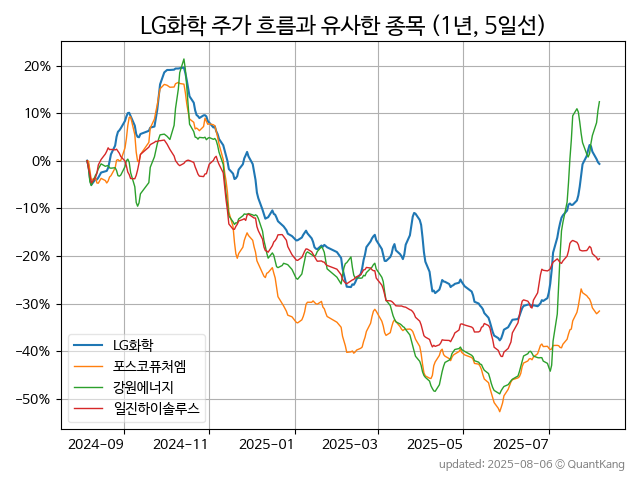 LG화학 주가 흐름과 유사한 종목 (1년, 5일선)
20%
10%
0%
−10%
−20%
−30%
−40%
−50%
LG화학
포스코퓨처엠
강원에너지
일진하이솔루스
2024-09
2024-11
2025-01
2025-03
2025-05
2025-07
updated: 2025-08-06 © QuantKang